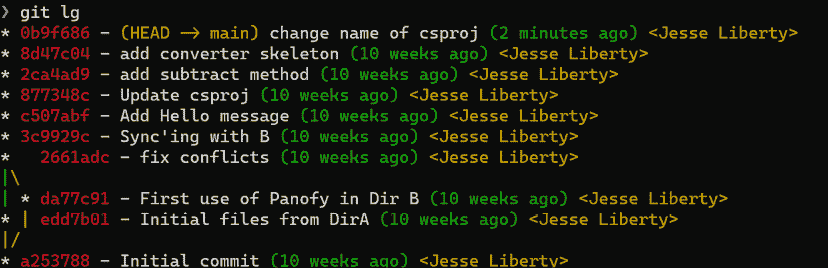 ❯ git lg
* 0b9f686 - (HEAD -> main) change name of csproj (2 minutes ago) <Jesse Liberty>
* 8d47c04 - add converter skeleton (10 weeks ago) <Jesse Liberty>
* 2ca4ad9 - add subtract method (10 weeks ago) <Jesse Liberty>
* 877348c - Update csproj (10 weeks ago) <Jesse Liberty>
* c507abf - Add Hello message (10 weeks ago) <Jesse Liberty>
* 3c9929c - Sync'ing with B (10 weeks ago) <Jesse Liberty>
*   2661adc - fix conflicts (10 weeks ago) <Jesse Liberty>
|\
| * da77c91 - First use of Panofy in Dir B (10 weeks ago) <Jesse Liberty>
* | edd7b01 - Initial files from DirA (10 weeks ago) <Jesse Liberty>
|/
* a253788 - Initial commit (10 weeks ago) <Jesse Liberty>